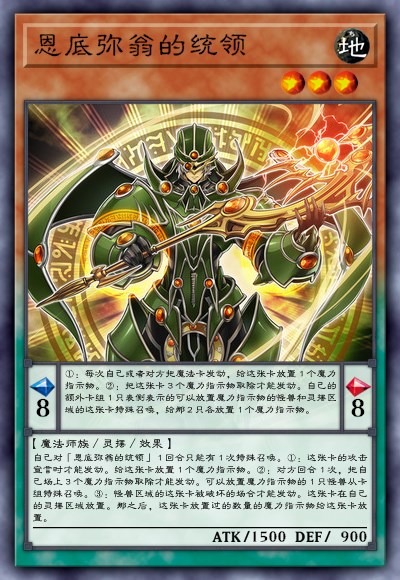 恩底弥翁的统领
地
①：每次自己或者对方把魔法卡发动，给这张卡放置1个魔力
指示物。②：把这张卡3个魔力指示物取除才能发动。自己的
额外卡组1只表侧表示的可以放置魔力指示物的怪兽和灵摆区
域的这张卡特殊召唤，给那2只各放置1个魔力指示物。
8
8
【魔法师族／灵摆／效果】
自己对「恩底弥翁的统领」1回合只能有1次特殊召唤。①：这张卡的攻击
宣言时才能发动。给这张卡放置1个魔力指示物。②：对方回合1次，把自
己场上3个魔力指示物取除才能发动。可以放置魔力指示物的1只怪兽从卡
组特殊召唤。③：怪兽区域的这张卡被破坏的场合才能发动。这张卡在自己
的灵摆区域放置。那之后，这张卡放置过的数量的魔力指示物给这张卡放
置。
ATK/1500 DEF/ 900